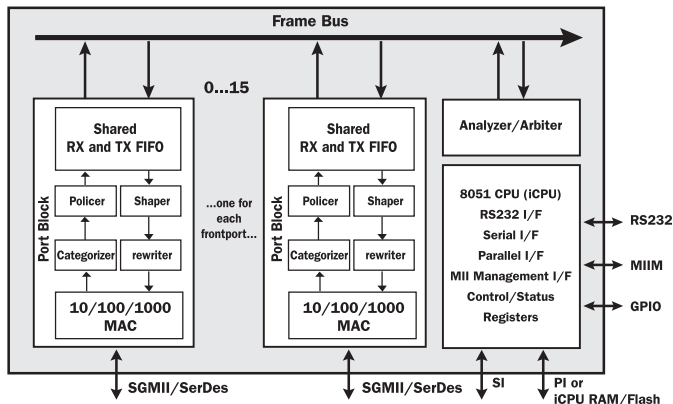 Frame Bus
0...15
Shared
RX and TX FIFO
Policer
Shaper
Categorizer
rewriter
10/100/1000
MAC
Port Block
SGMII/SerDes
...one for
each
frontport...
Shared
RX and TX FIFO
Policer
Shaper
Categorizer
rewriter
10/100/1000
MAC
Port Block
SGMII/SerDes
Analyzer/Arbiter
8051 CPU (iCPU)
RS232 I/F
Serial I/F
Parallel I/F
MII Management I/F
Control/Status
Registers
RS232
MIIM
GPIO
SI
PI or
iCPU RAM/Flash